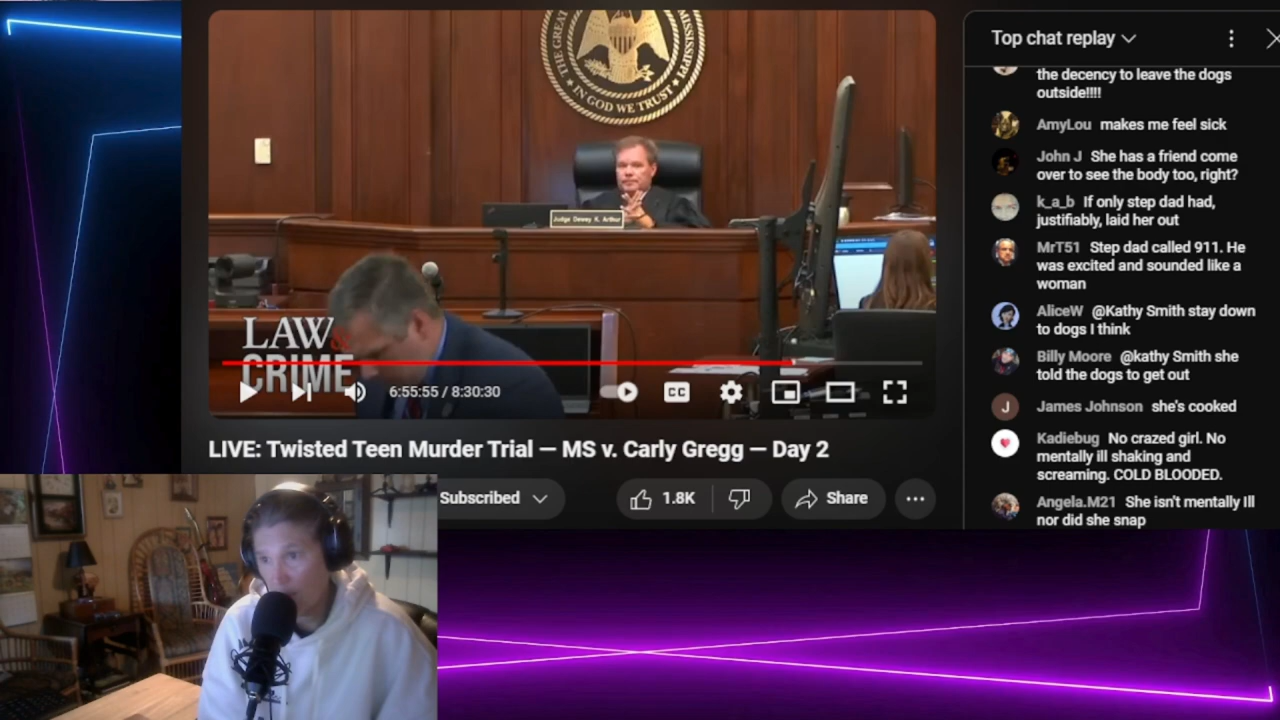 THE GREAT
MISSISSIPPI
IN GOD WE TRUST
Judge Dewey K. Arthur
LAW&
CRIME
6:55:55 / 8:30:30
CC
LIVE: Twisted Teen Murder Trial — MS v. Carly Gregg — Day 2
Subscribed
1.8K
Share
Top chat replay
the decency to leave the dogs
outside!!!!
AmyLou makes me feel sick
John J She has a friend come
over to see the body too, right?
k_a_b If only step dad had,
justifiably, laid her out
MrT51 Step dad called 911. He
was excited and sounded like a
woman
AliceW @Kathy Smith stay down
to dogs I think
Billy Moore @kathy Smith she
told the dogs to get out
J
James Johnson she's cooked
Kadiebug No crazed girl. No
mentally ill shaking and
screaming. COLD BLOODED.
Angela.M21 She isn't mentally Ill
nor did she snap